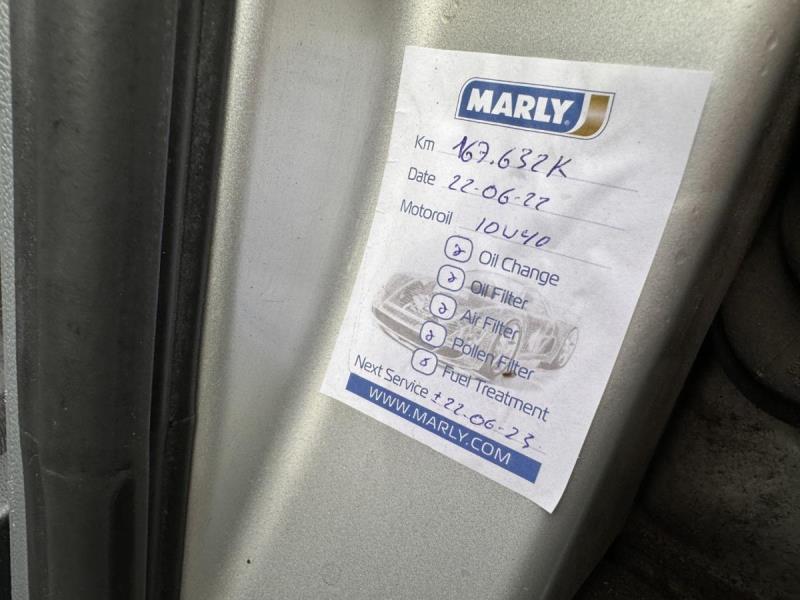 MARLY
Km 167.632K
Date 22-06-22
Motoroil 10W40
Oil Change
Oil Filter
Air Filter
Pollen Filter
Fuel Treatment
Next Service ± 22-06-23
WWW.MARLY.COM